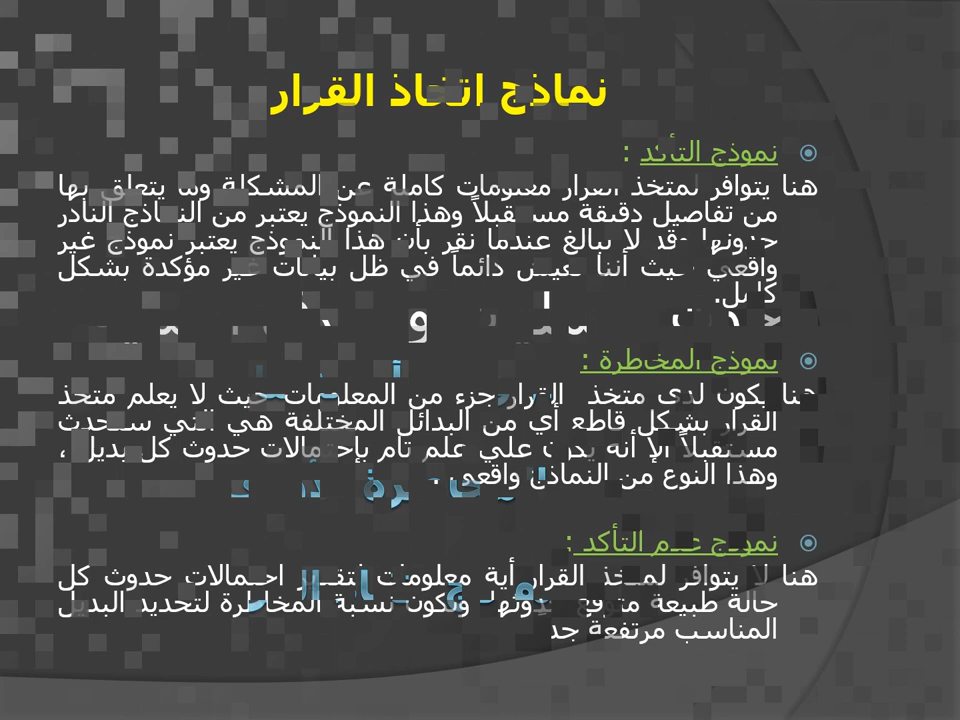 نماذج اتخاذ القرار
نموذج التأكد :
هنا يتوافر لمتخذ القرار معلومات كاملة عن المشكلة وما يتعلق بها
من تفاصيل دقيقة مستقبلاً وهذا النموذج يعتبر من النماذج النادر
حدوثها وقد لا نبالغ عندما نقر بأن هذا النموذج يعتبر نموذج غير
واقعي حيث أننا نعيش دائماً في ظل بيانات غير مؤكدة بشكل
كامل.
نموذج المخاطرة :
هنا يكون لدى متخذ القرار جزء من المعلومات حيث لا يعلم متخذ
القرار بشكل قاطع أي من البدائل المختلفة هي التي ستحدث
مستقبلاً إلا أنه يكون علي علم تام بإحتمالات حدوث كل بديل ،
وهذا النوع من النماذج واقعي .
نموذج عدم التأكد :
هنا لا يتوافر لمتخذ القرار أية معلومات لتقدير احتمالات حدوث كل
حالة طبيعة متوقع حدوثها وتكون نسبة المخاطرة لتحديد البديل
المناسب مرتفعة جدا